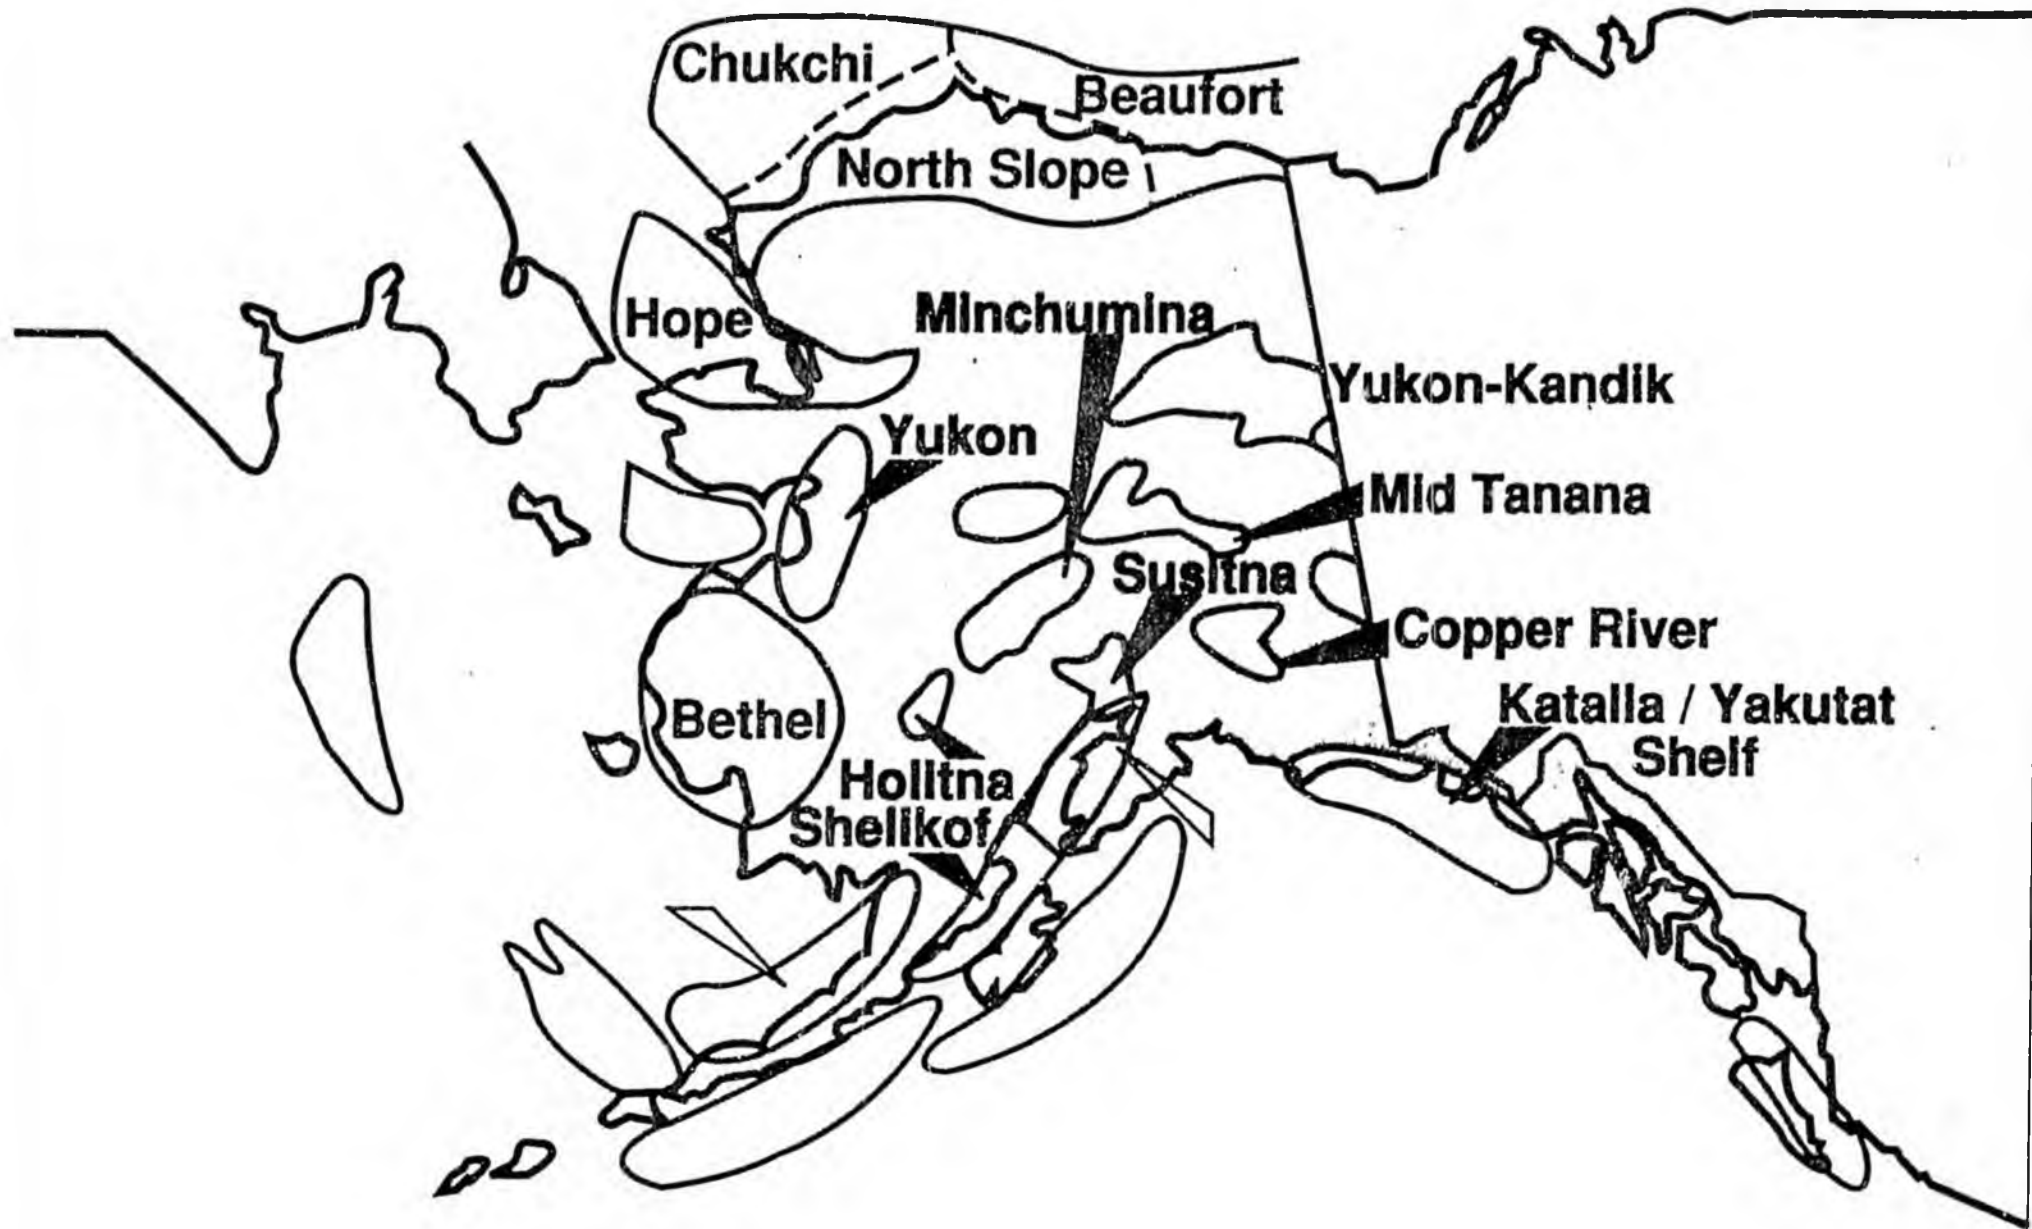 Chukchi
Beaufort
North Slope
Hope
Minchumina
Yukon-Kandik
Yukon
Mid Tanana
Susitna
Copper River
Katalla / Yakutat
Shelf
Bethel
Holitna
Shelikof